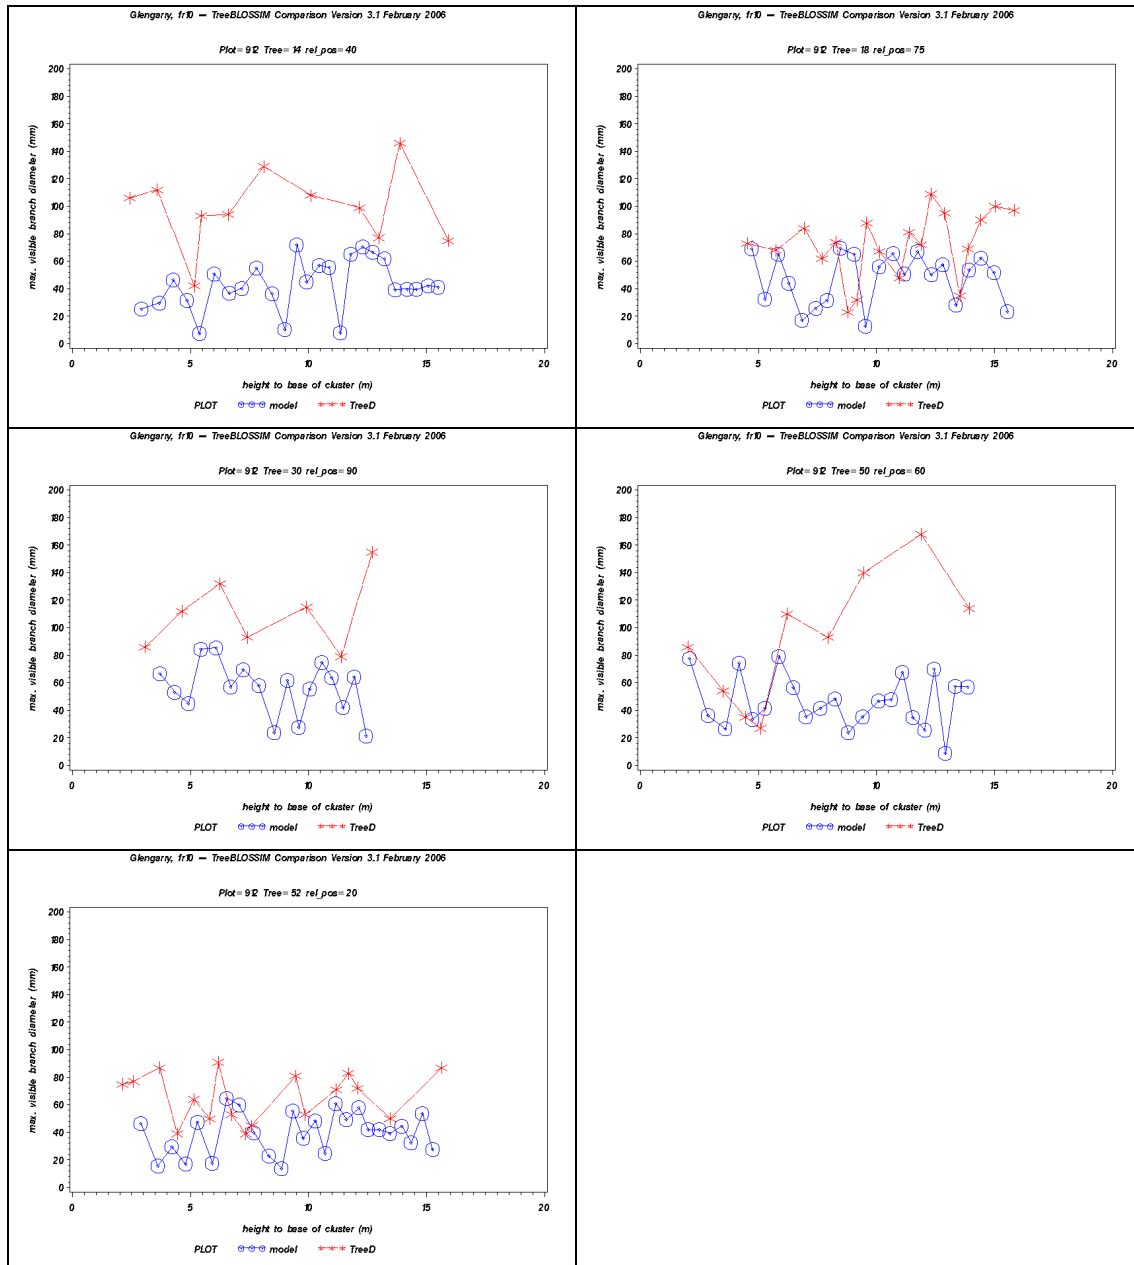 Glengarry, fr10 — TreeBLOSSIM Comparison Version 3.1 February 2006
Plot= 912 Tree= 14 rel_pos= 40
max. visible branch diameter (mm)
200
180
160
140
120
100
80
60
40
20
0
0 5 10 15 20
height to base of cluster (m)
PLOT model TreeD
Glengarry, fr10 — TreeBLOSSIM Comparison Version 3.1 February 2006
Plot= 912 Tree= 18 rel_pos= 75
max. visible branch diameter (mm)
200
180
160
140
120
100
80
60
40
20
0
0 5 10 15 20
height to base of cluster (m)
PLOT model TreeD
Glengarry, fr10 — TreeBLOSSIM Comparison Version 3.1 February 2006
Plot= 912 Tree= 30 rel_pos= 90
max. visible branch diameter (mm)
200
180
160
140
120
100
80
60
40
20
0
0 5 10 15 20
height to base of cluster (m)
PLOT model TreeD
Glengarry, fr10 — TreeBLOSSIM Comparison Version 3.1 February 2006
Plot= 912 Tree= 50 rel_pos= 60
max. visible branch diameter (mm)
200
180
160
140
120
100
80
60
40
20
0
0 5 10 15 20
height to base of cluster (m)
PLOT model TreeD
Glengarry, fr10 — TreeBLOSSIM Comparison Version 3.1 February 2006
Plot= 912 Tree= 52 rel_pos= 20
max. visible branch diameter (mm)
200
180
160
140
120
100
80
60
40
20
0
0 5 10 15 20
height to base of cluster (m)
PLOT model TreeD